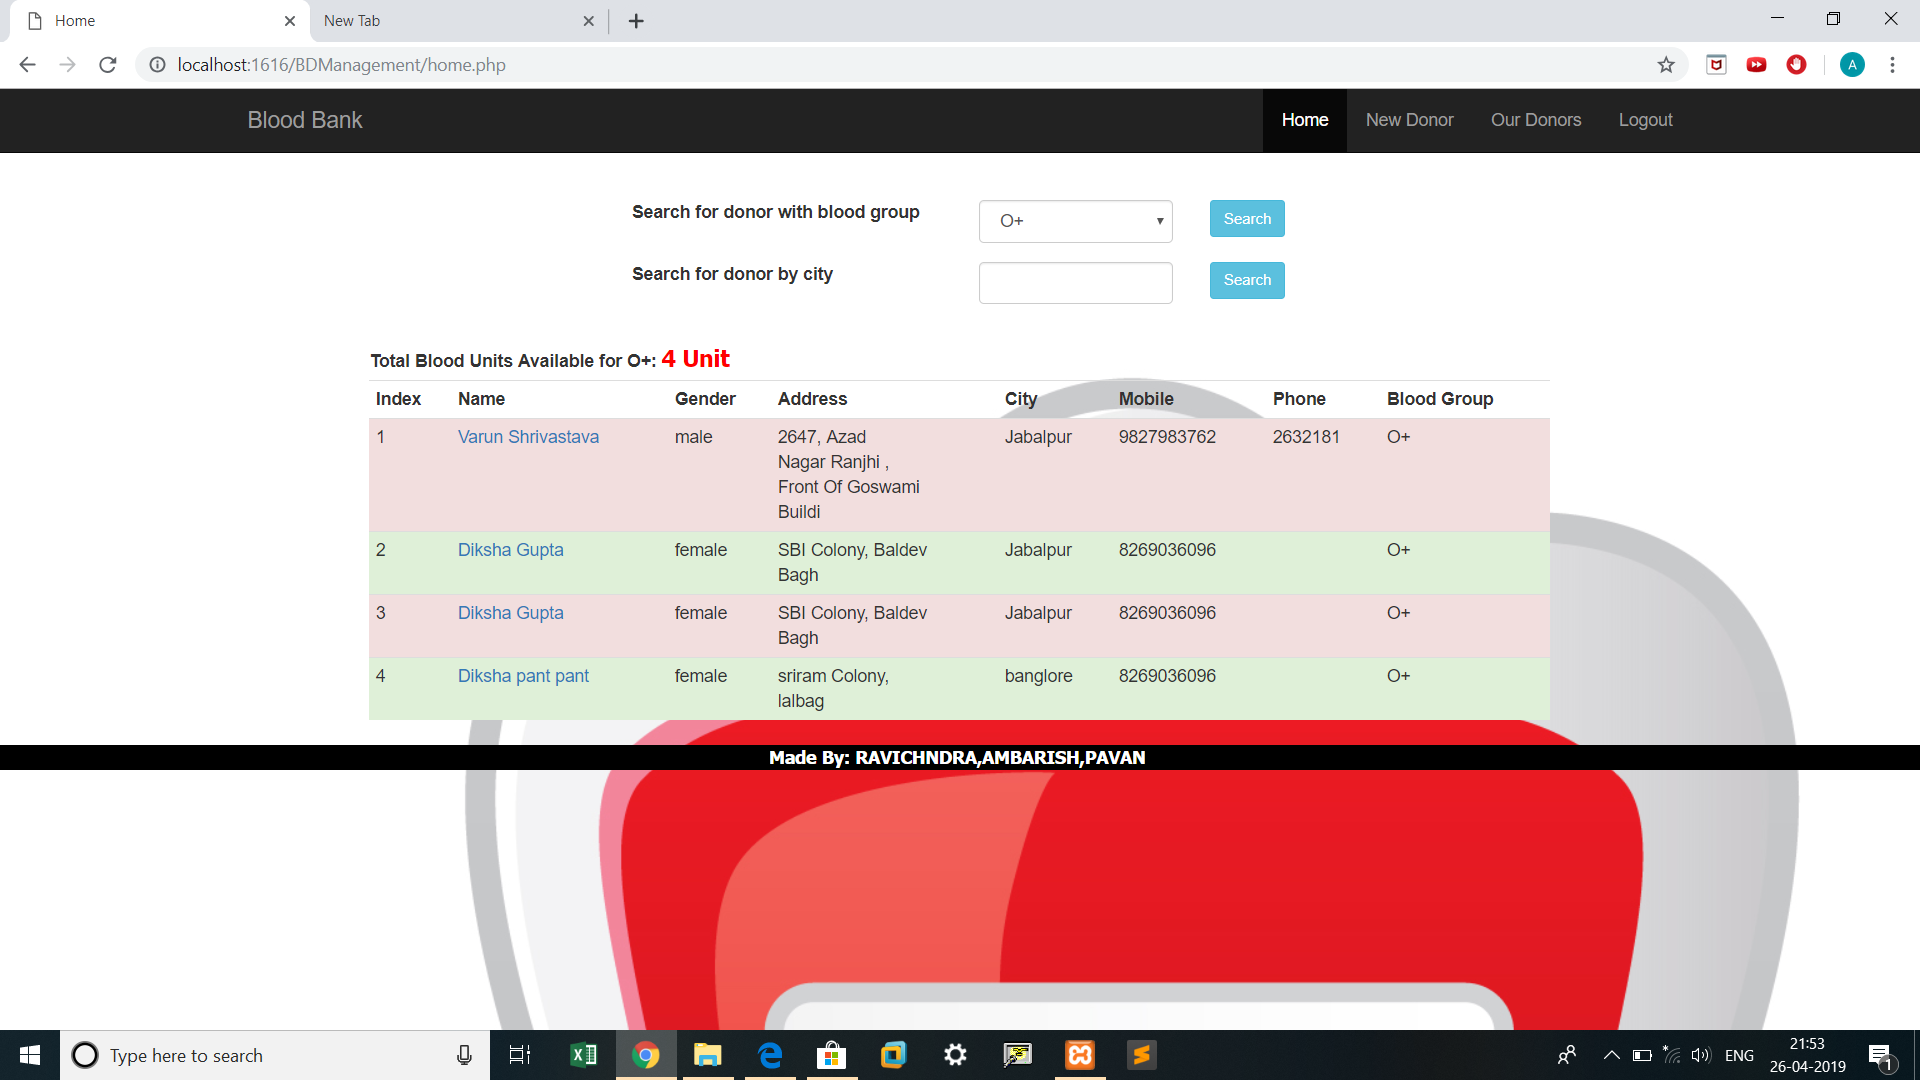 Home
New Tab
localhost:1616/BDManagement/home.php
A
Blood Bank
Home
New Donor
Our Donors
Logout
Search for donor with blood group
O+
Search
Search for donor by city
Search
Total Blood Units Available for O+: 4 Unit
Index Name Gender Address City Mobile Phone Blood Group
1 Varun Shrivastava male 2647, Azad Jabalpur 9827983762 2632181 O+
Nagar Ranjhi ,
Front Of Goswami
Buildi
2 Diksha Gupta female SBI Colony, Baldev Jabalpur 8269036096 O+
Bagh
3 Diksha Gupta female SBI Colony, Baldev Jabalpur 8269036096 O+
Bagh
4 Diksha pant pant female sriram Colony, banglore 8269036096 O+
lalbag
Made By: RAVICHNDRA,AMBARISH,PAVAN
Type here to search
ENG
21:53
26-04-2019
1